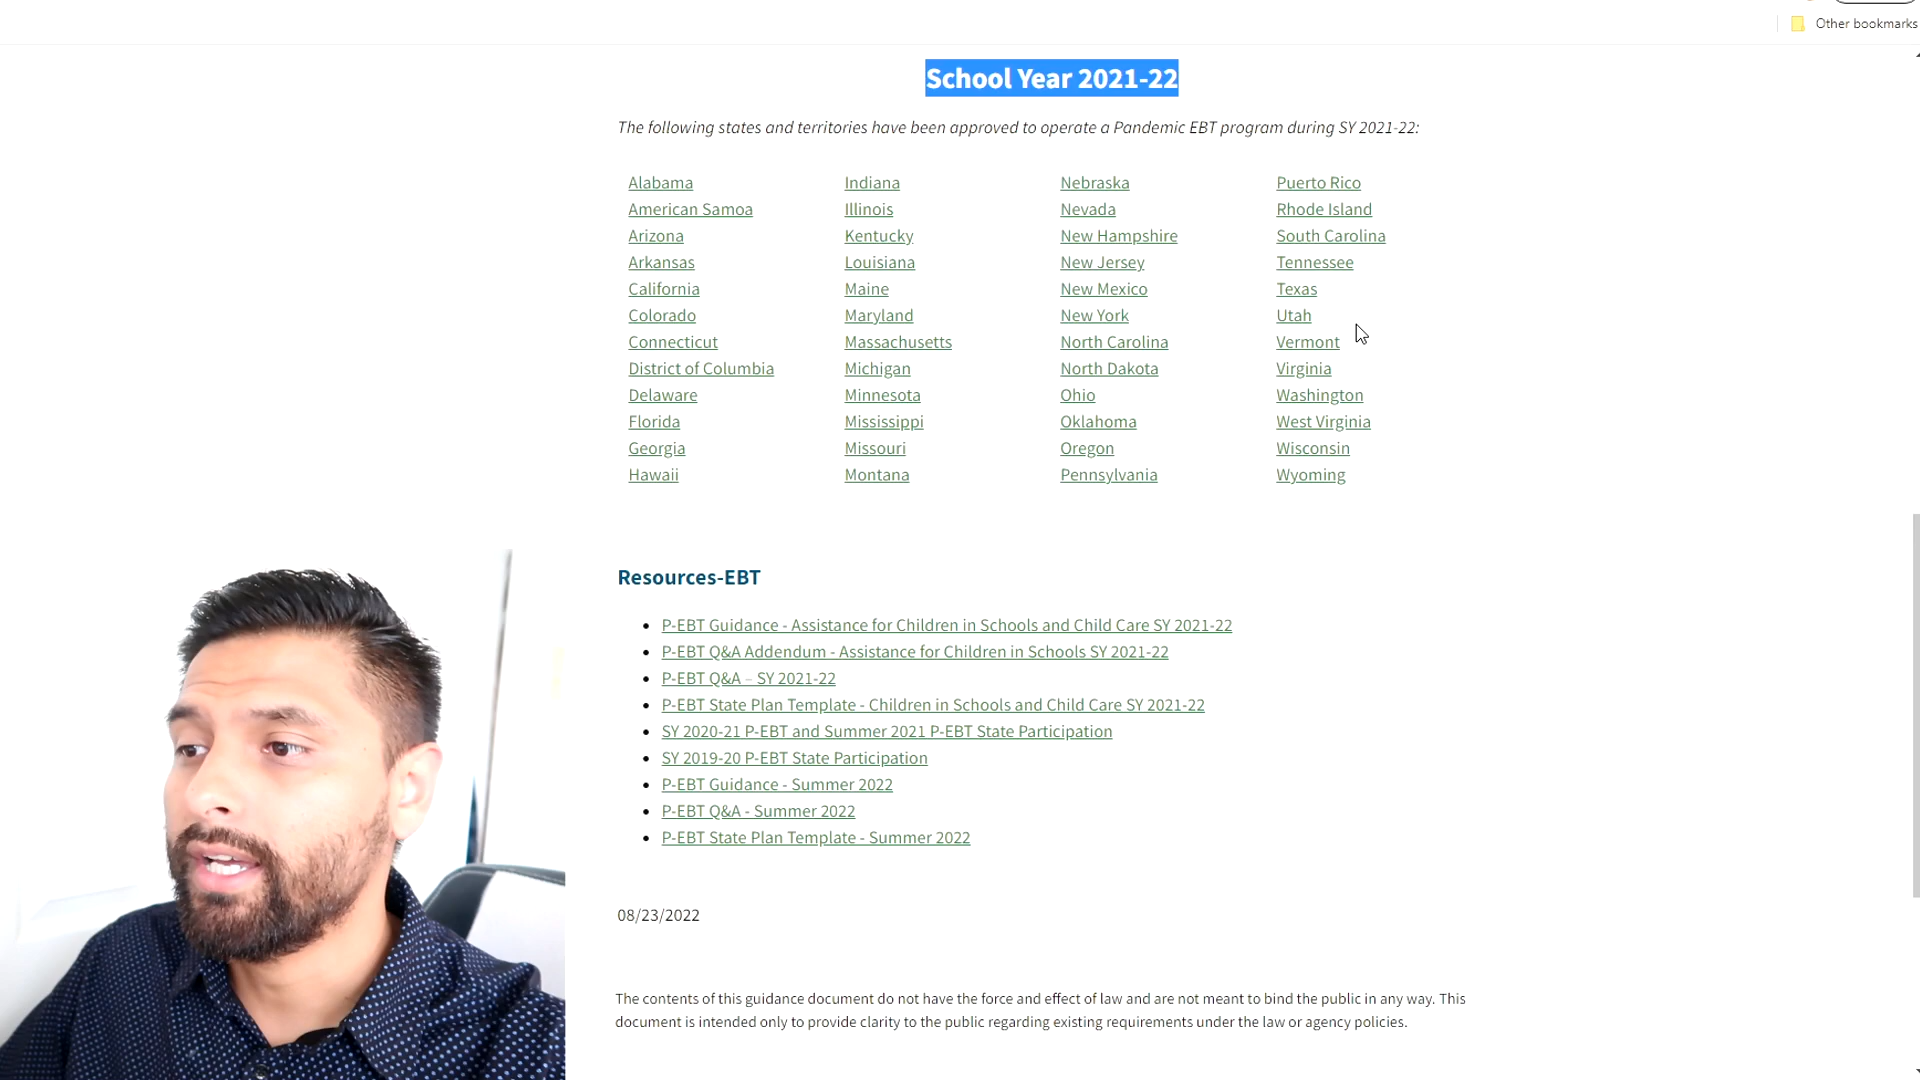 Other bookmarks
School Year 2021-22
The following states and territories have been approved to operate a Pandemic EBT program during SY 2021-22:
Alabama
American Samoa
Arizona
Arkansas
California
Colorado
Connecticut
District of Columbia
Delaware
Florida
Georgia
Hawaii
Indiana
Illinois
Kentucky
Louisiana
Maine
Maryland
Massachusetts
Michigan
Minnesota
Mississippi
Missouri
Montana
Nebraska
Nevada
New Hampshire
New Jersey
New Mexico
New York
North Carolina
North Dakota
Ohio
Oklahoma
Oregon
Pennsylvania
Puerto Rico
Rhode Island
South Carolina
Tennessee
Texas
Utah
Vermont
Virginia
Washington
West Virginia
Wisconsin
Wyoming
Resources-EBT
P-EBT Guidance - Assistance for Children in Schools and Child Care SY 2021-22
P-EBT Q&A Addendum - Assistance for Children in Schools SY 2021-22
P-EBT Q&A – SY 2021-22
P-EBT State Plan Template - Children in Schools and Child Care SY 2021-22
SY 2020-21 P-EBT and Summer 2021 P-EBT State Participation
SY 2019-20 P-EBT State Participation
P-EBT Guidance - Summer 2022
P-EBT Q&A - Summer 2022
P-EBT State Plan Template - Summer 2022
08/23/2022
The contents of this guidance document do not have the force and effect of law and are not meant to bind the public in any way. This
document is intended only to provide clarity to the public regarding existing requirements under the law or agency policies.